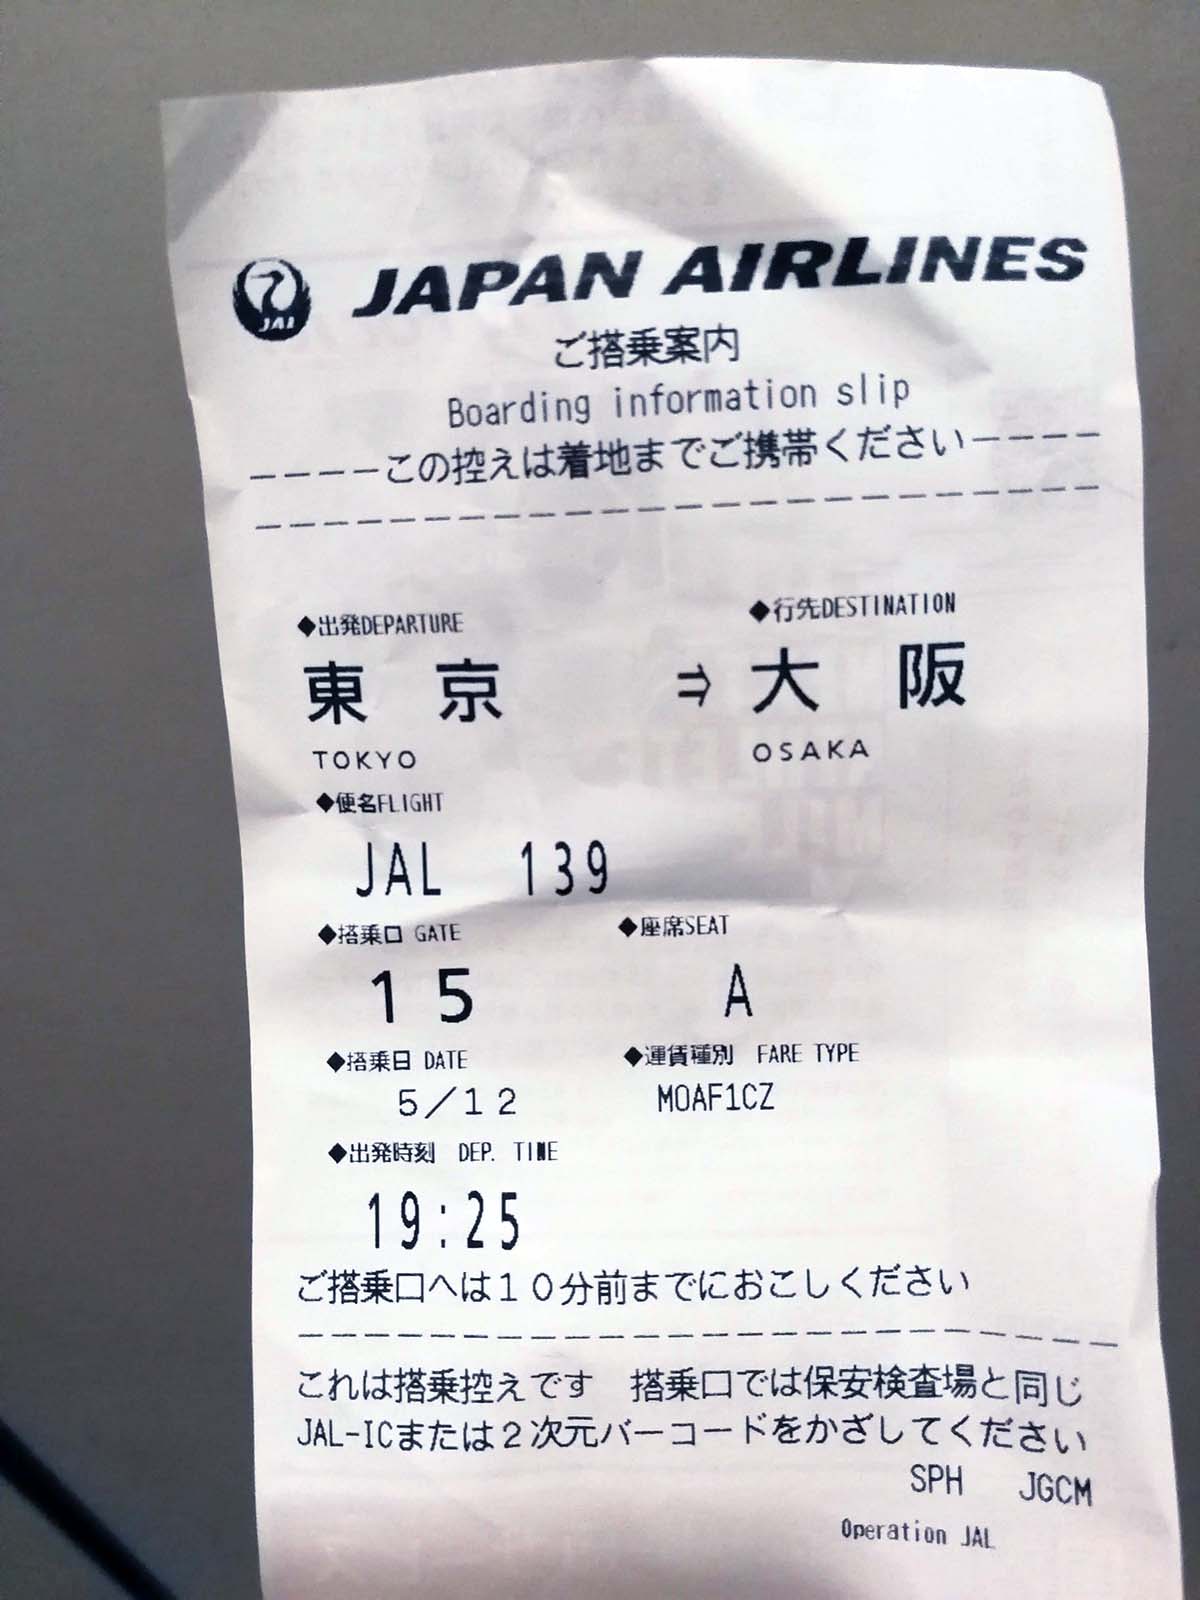 JAL JAPAN AIRLINES
ご搭乗案内
Boarding information slip
----この控えは着地までご携帯ください----
◆出発DEPARTURE ◆行先DESTINATION
東京 ⇒ 大阪
TOKYO OSAKA
◆便名FLIGHT
JAL 139
◆搭乗口 GATE ◆座席SEAT
15 A
◆搭乗日 DATE ◆運賃種別 FARE TYPE
5/12 MOAF1CZ
◆出発時刻 DEP. TIME
19:25
ご搭乗口へは10分前までにおこしください
これは搭乗控えです 搭乗口では保安検査場と同じ
JAL-ICまたは2次元バーコードをかざしてください
SPH JGCM
Operation JAL